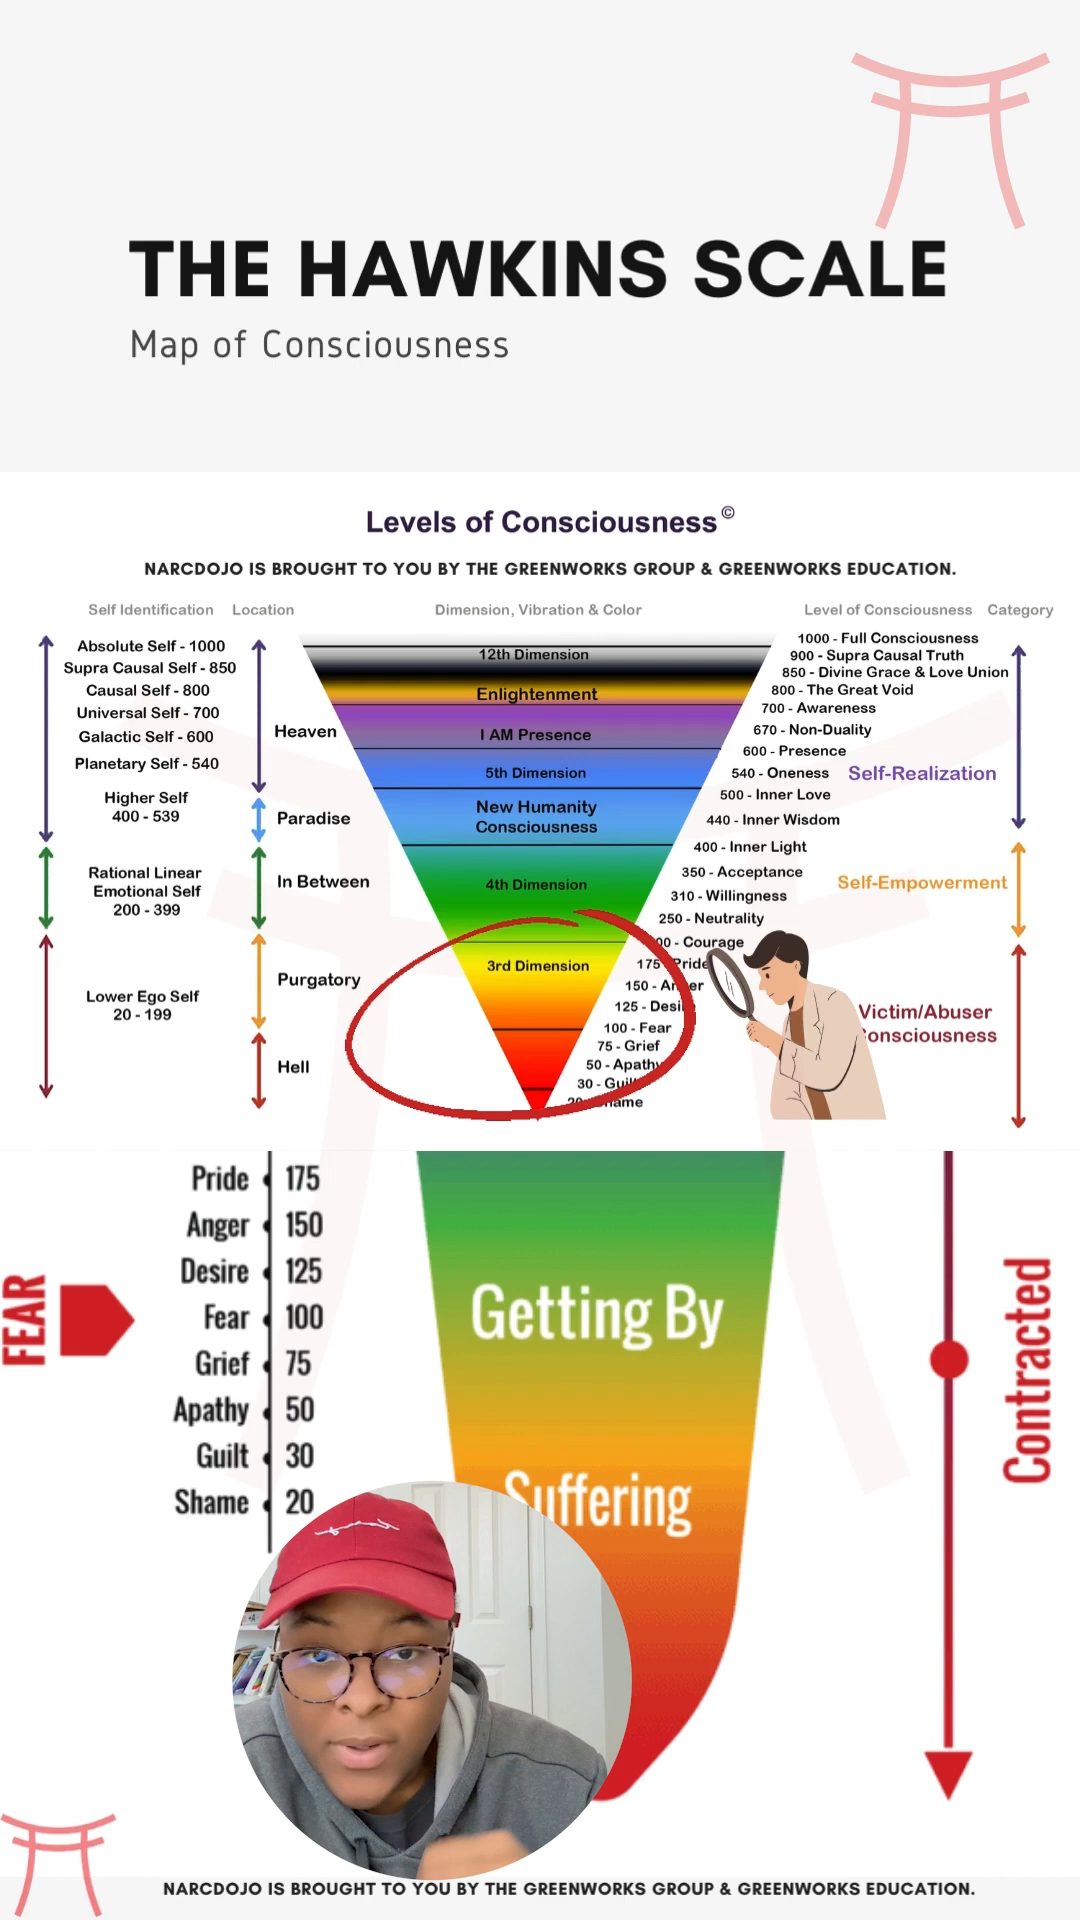 THE HAWKINS SCALE
Map of Consciousness
Levels of Consciousness©
NARCDOJO IS BROUGHT TO YOU BY THE GREENWORKS GROUP & GREENWORKS EDUCATION.
Self Identification
Location
Dimension, Vibration & Color
Level of Consciousness
Category
Absolute Self - 1000
Supra Causal Self - 850
Causal Self - 800
Universal Self - 700
Galactic Self - 600
Planetary Self - 540
Higher Self
400 - 539
Rational Linear
Emotional Self
200 - 399
Lower Ego Self
20 - 199
Heaven
Paradise
In Between
Purgatory
Hell
12th Dimension
Enlightenment
I AM Presence
5th Dimension
New Humanity
Consciousness
4th Dimension
3rd Dimension
1000 - Full Consciousness
900 - Supra Causal Truth
850 - Divine Grace & Love Union
800 - The Great Void
700 - Awareness
670 - Non-Duality
600 - Presence
540 - Oneness
500 - Inner Love
440 - Inner Wisdom
400 - Inner Light
350 - Acceptance
310 - Willingness
250 - Neutrality
00 - Courage
175 - Pride
150 - Anger
125 - Desire
100 - Fear
75 - Grief
50 - Apathy
30 - Guilt
20 - Shame
Self-Realization
Self-Empowerment
Victim/Abuser
Consciousness
Pride 175
Anger 150
Desire 125
Fear 100
Grief 75
Apathy 50
Guilt 30
Shame 20
FEAR
Getting By
Suffering
Contracted
NARCDOJO IS BROUGHT TO YOU BY THE GREENWORKS GROUP & GREENWORKS EDUCATION.